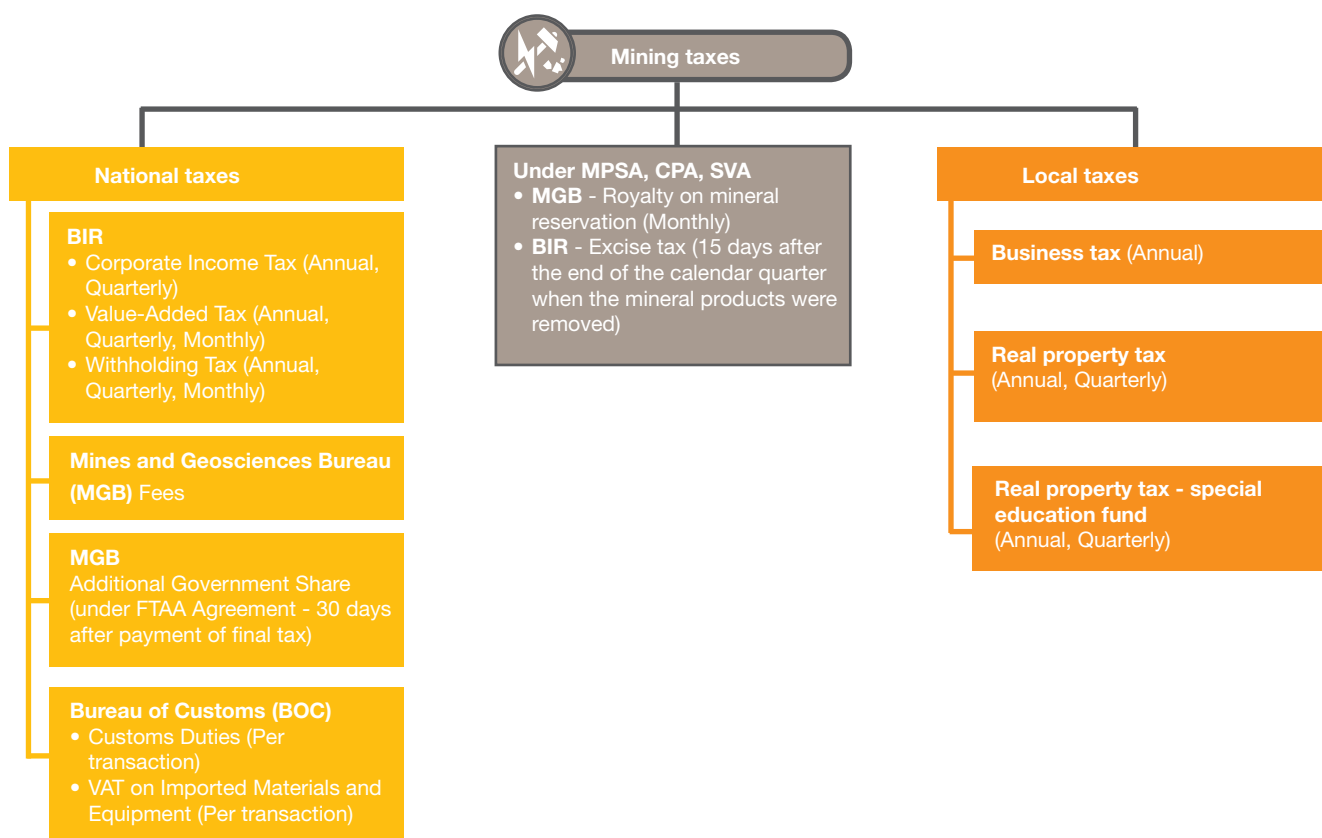 Mining taxes
National taxes
BIR
• Corporate Income Tax (Annual,
Quarterly)
• Value-Added Tax (Annual,
Quarterly, Monthly)
• Withholding Tax (Annual,
Quarterly, Monthly)
Mines and Geosciences Bureau
(MGB) Fees
MGB
Additional Government Share
(under FTAA Agreement - 30 days
after payment of final tax)
Bureau of Customs (BOC)
• Customs Duties (Per
transaction)
• VAT on Imported Materials and
Equipment (Per transaction)
Under MPSA, CPA, SVA
• MGB - Royalty on mineral
reservation (Monthly)
• BIR - Excise tax (15 days after
the end of the calendar quarter
when the mineral products were
removed)
Local taxes
Business tax (Annual)
Real property tax
(Annual, Quarterly)
Real property tax - special
education fund
(Annual, Quarterly)